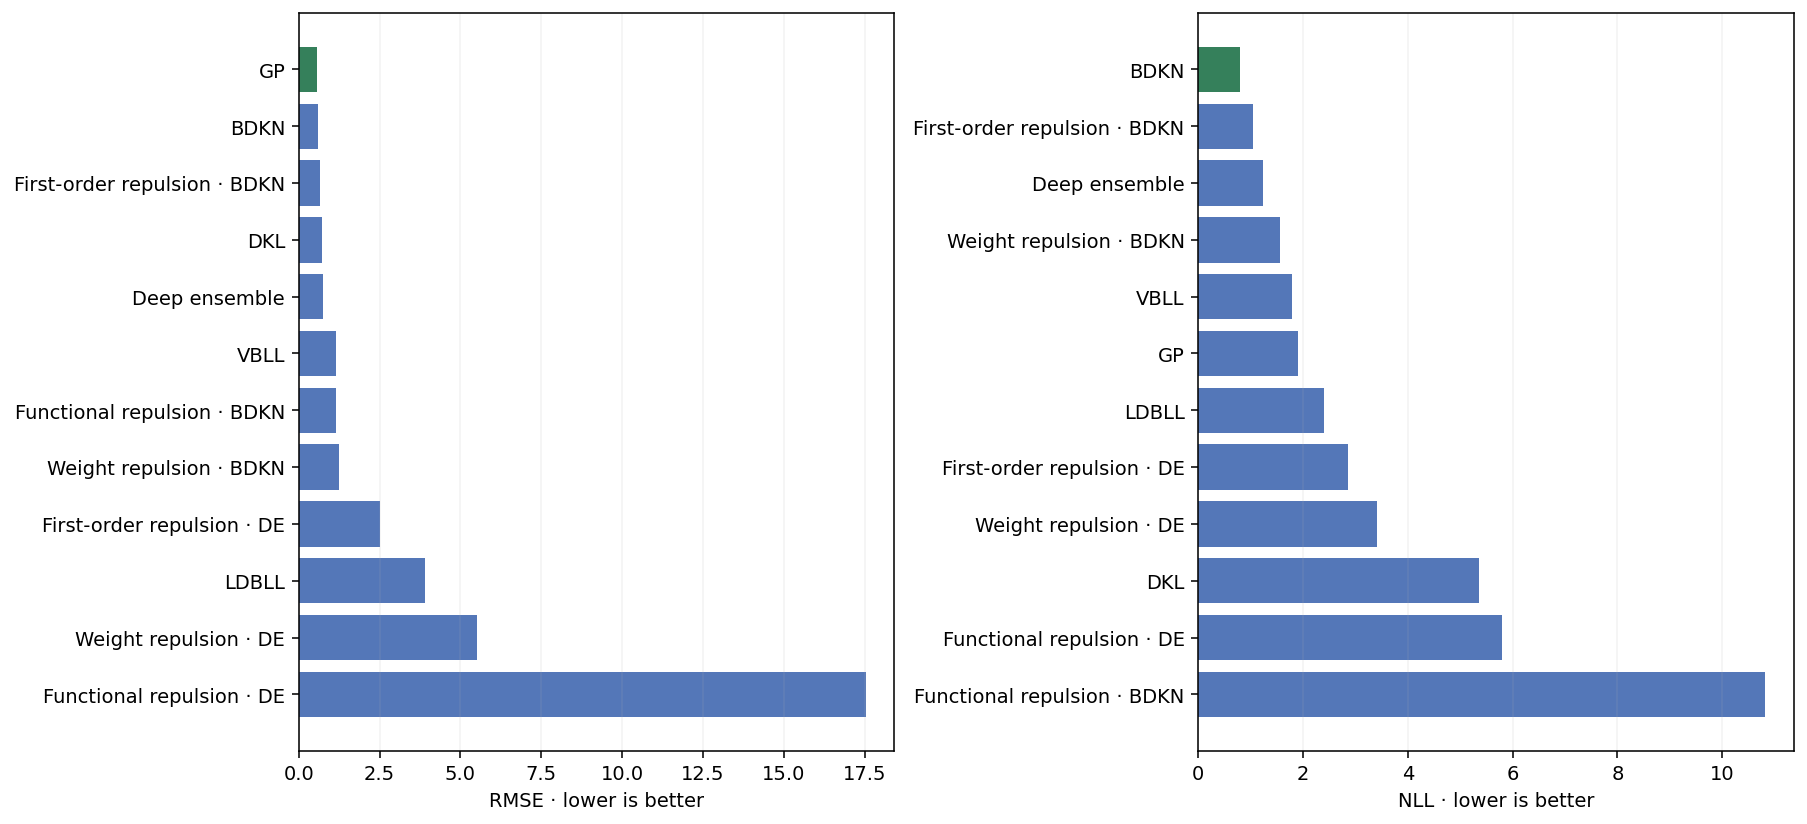 GP
BDKN
First-order repulsion · BDKN
DKL
Deep ensemble
VBLL
Functional repulsion · BDKN
Weight repulsion · BDKN
First-order repulsion · DE
LDBLL
Weight repulsion · DE
Functional repulsion · DE
0.0 2.5 5.0 7.5 10.0 12.5 15.0 17.5
RMSE · lower is better
BDKN
First-order repulsion · BDKN
Deep ensemble
Weight repulsion · BDKN
VBLL
GP
LDBLL
First-order repulsion · DE
Weight repulsion · DE
DKL
Functional repulsion · DE
Functional repulsion · BDKN
0 2 4 6 8 10
NLL · lower is better